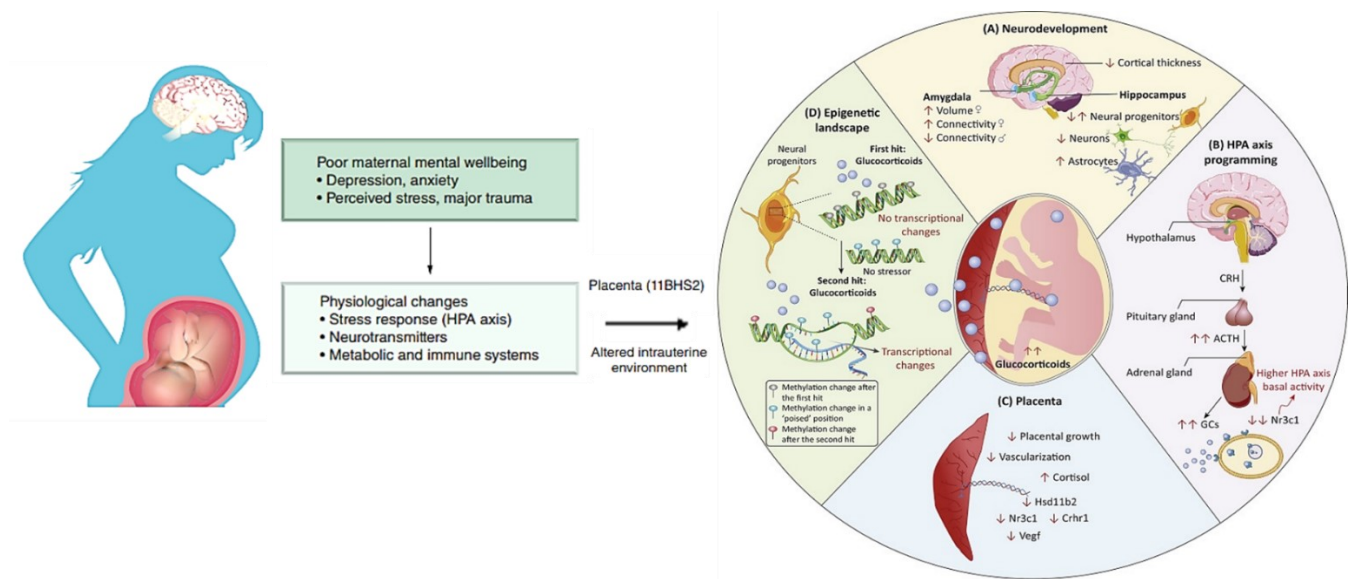 Poor maternal mental wellbeing
• Depression, anxiety
• Perceived stress, major trauma
Physiological changes
• Stress response (HPA axis)
• Neurotransmitters
• Metabolic and immune systems
Placenta (11BHS2)
Altered intrauterine
environment
(A) Neurodevelopment
↓ Cortical thickness
Amygdala
↑ Volume ♀
↑ Connectivity ♀
↓ Connectivity ♂
Hippocampus
↓↑ Neural progenitors
↓ Neurons
↑ Astrocytes
(B) HPA axis
programming
Hypothalamus
CRH
Pituitary gland
↑↑ ACTH
Adrenal gland
Higher HPA axis
basal activity
↑↑ GCs
↓↓ Nr3c1
↑↑
Glucocorticoids
(C) Placenta
↓ Placental growth
↓ Vascularization
↑ Cortisol
↓ Hsd11b2
↓ Nr3c1 ↓ Crhr1
↓ Vegf
(D) Epigenetic
landscape
Neural
progenitors
First hit:
Glucocorticoids
No transcriptional
changes
No stressor
Second hit:
Glucocorticoids
Transcriptional
changes
Methylation change after
the first hit
Methylation change in a
'poised' position
Methylation change
after the second hit